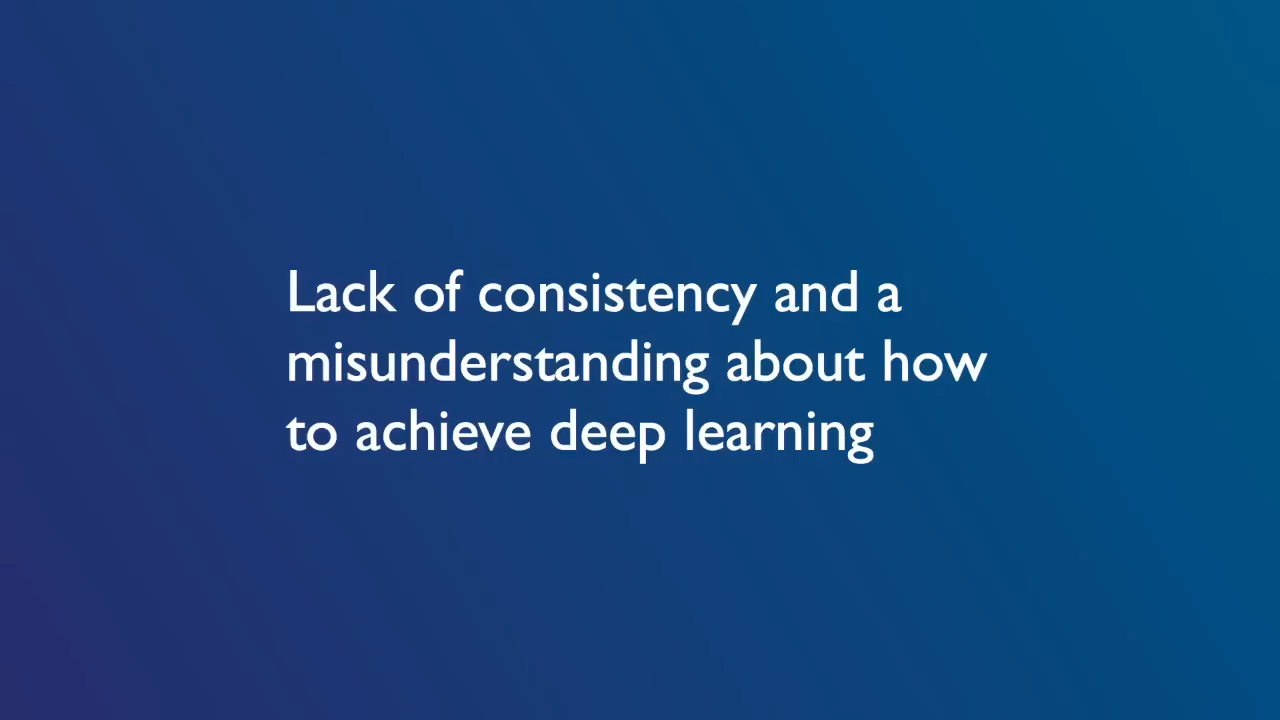 Lack of consistency and a
misunderstanding about how
to achieve deep learning